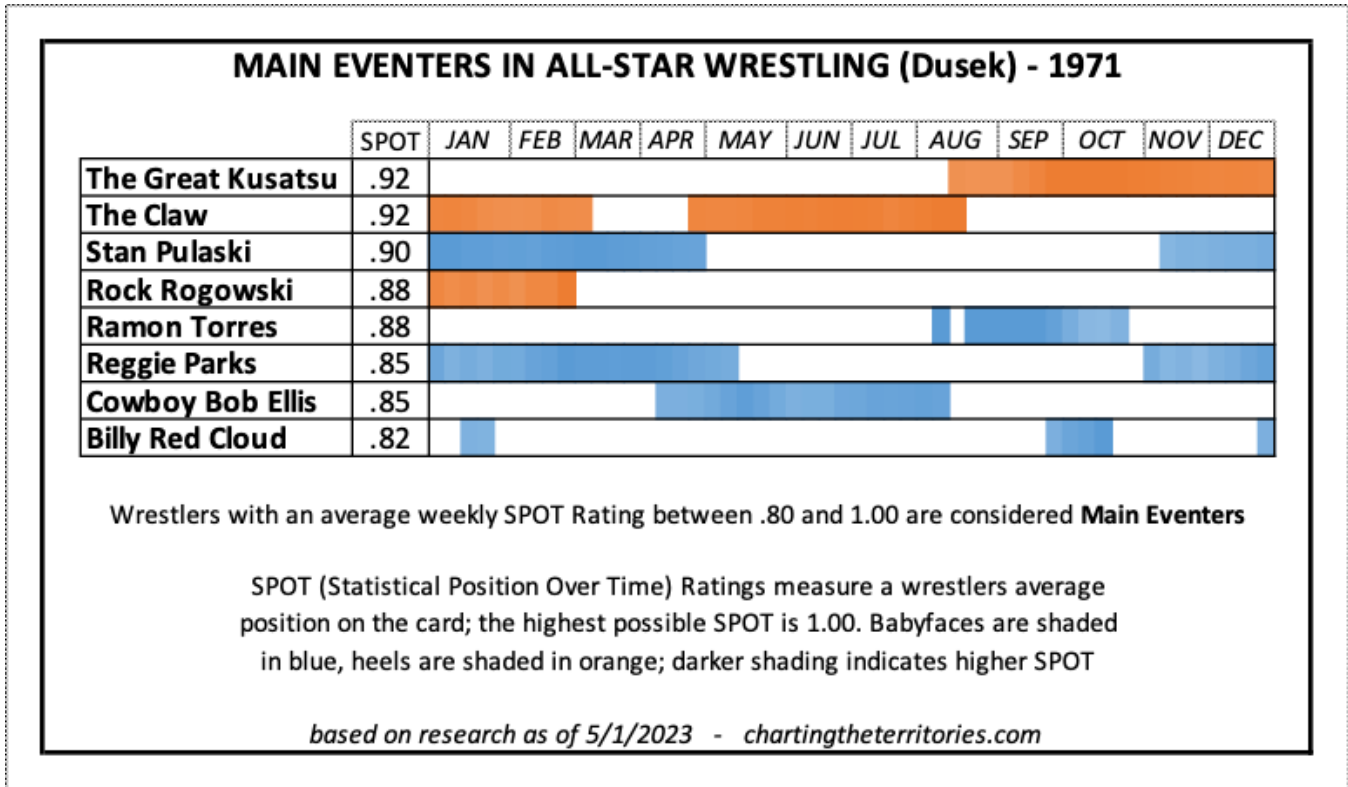 MAIN EVENTERS IN ALL-STAR WRESTLING (Dusek) - 1971
SPOT JAN FEB MAR APR MAY JUN JUL AUG SEP OCT NOV DEC
The Great Kusatsu .92
The Claw .92
Stan Pulaski .90
Rock Rogowski .88
Ramon Torres .88
Reggie Parks .85
Cowboy Bob Ellis .85
Billy Red Cloud .82
Wrestlers with an average weekly SPOT Rating between .80 and 1.00 are considered Main Eventers
SPOT (Statistical Position Over Time) Ratings measure a wrestlers average
position on the card; the highest possible SPOT is 1.00. Babyfaces are shaded
in blue, heels are shaded in orange; darker shading indicates higher SPOT
based on research as of 5/1/2023 - chartingtheterritories.com